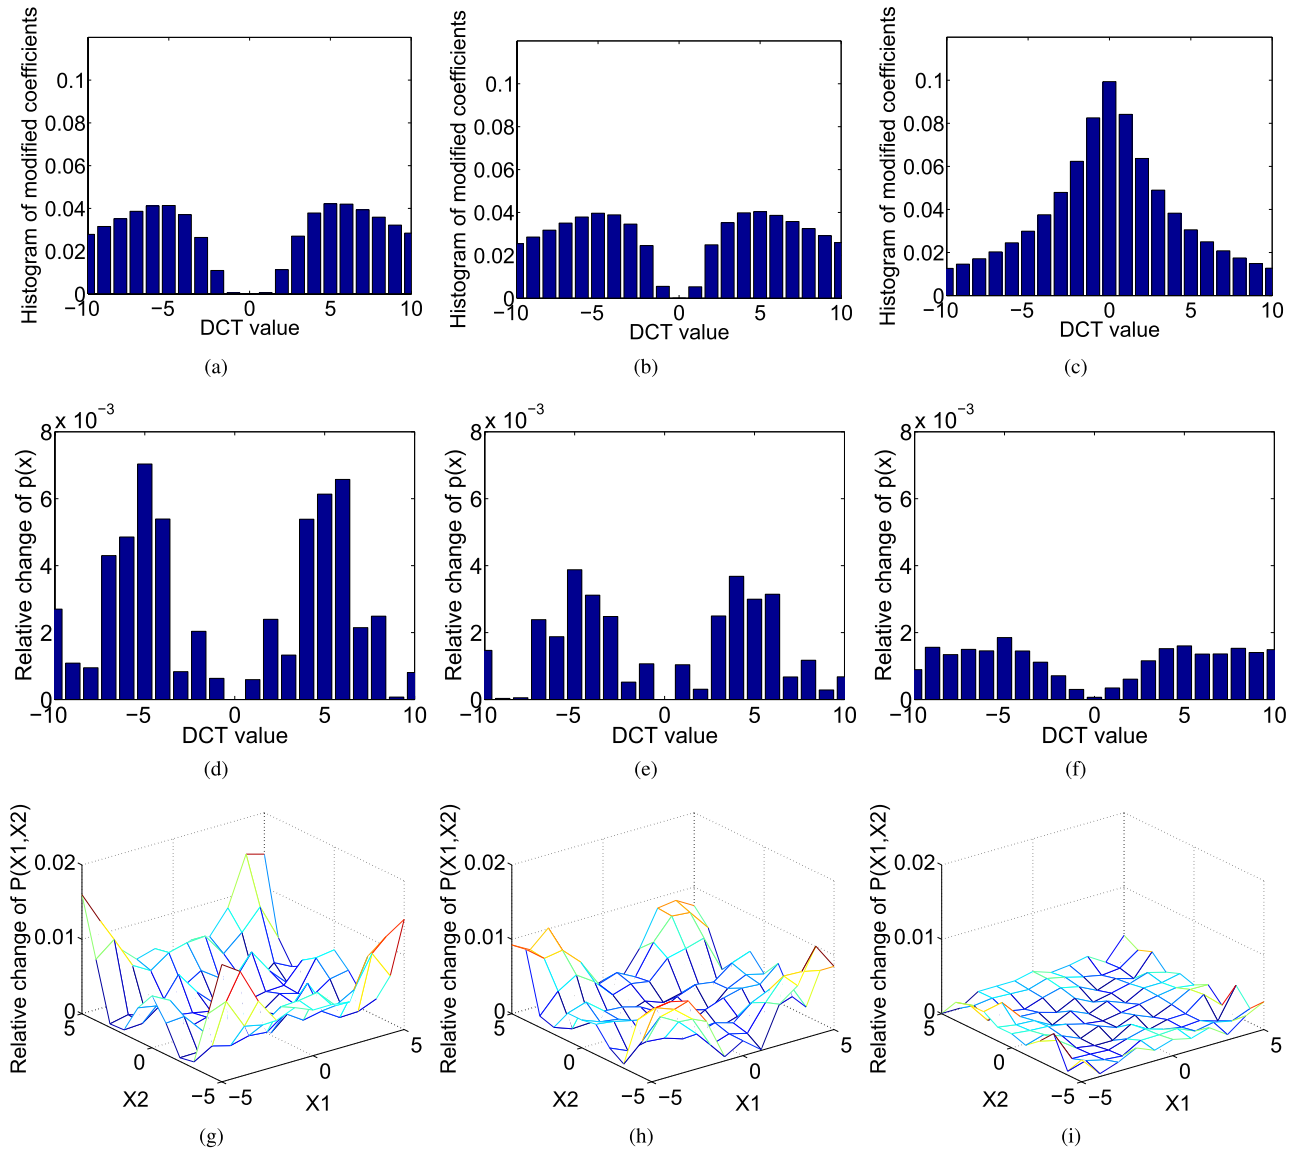 Histogram of modified coefficients
0.1
0.08
0.06
0.04
0.02
0
−10 −5 0 5 10
DCT value
(a)
Histogram of modified coefficients
0.1
0.08
0.06
0.04
0.02
0
−10 −5 0 5 10
DCT value
(b)
Histogram of modified coefficients
0.1
0.08
0.06
0.04
0.02
0
−10 −5 0 5 10
DCT value
(c)
x 10⁻³
Relative change of p(x)
8
6
4
2
0
−10 −5 0 5 10
DCT value
(d)
x 10⁻³
Relative change of p(x)
8
6
4
2
0
−10 −5 0 5 10
DCT value
(e)
x 10⁻³
Relative change of p(x)
8
6
4
2
0
−10 −5 0 5 10
DCT value
(f)
Relative change of P(X1,X2)
0.02
0.01
0
5 0 −5
X2
−5 0 5
X1
(g)
Relative change of P(X1,X2)
0.02
0.01
0
5 0 −5
X2
−5 0 5
X1
(h)
Relative change of P(X1,X2)
0.02
0.01
0
5 0 −5
X2
−5 0 5
X1
(i)